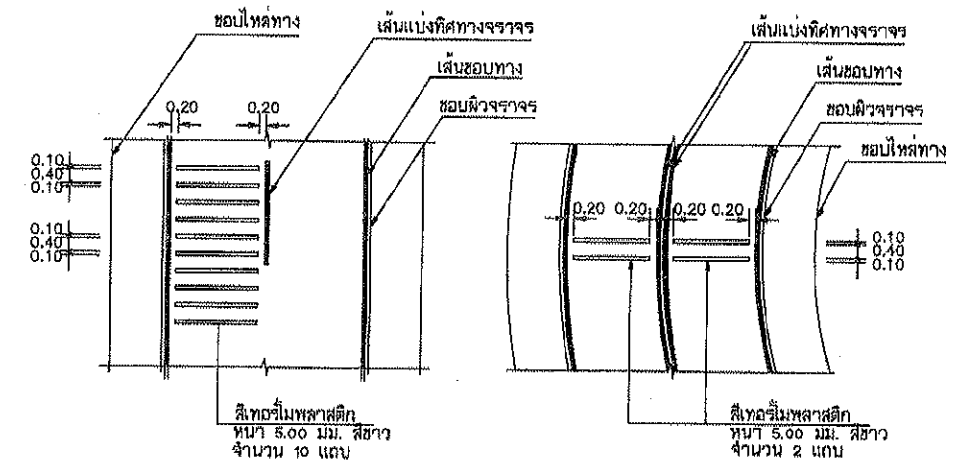 ขอบไหล่ทาง
เส้นแบ่งทิศทางจราจร
เส้นขอบทาง
ขอบผิวจราจร
0.20 0.20
0.10
0.40
0.10
0.10
0.40
0.10
สีเทอร์โมพลาสติก
หนา 5.00 มม. สีขาว
จำนวน 10 แถบ
เส้นแบ่งทิศทางจราจร
เส้นขอบทาง
ขอบผิวจราจร
ขอบไหล่ทาง
0.20 0.20 0.20 0.20
0.10
0.40
0.10
สีเทอร์โมพลาสติก
หนา 5.00 มม. สีขาว
จำนวน 2 แถบ